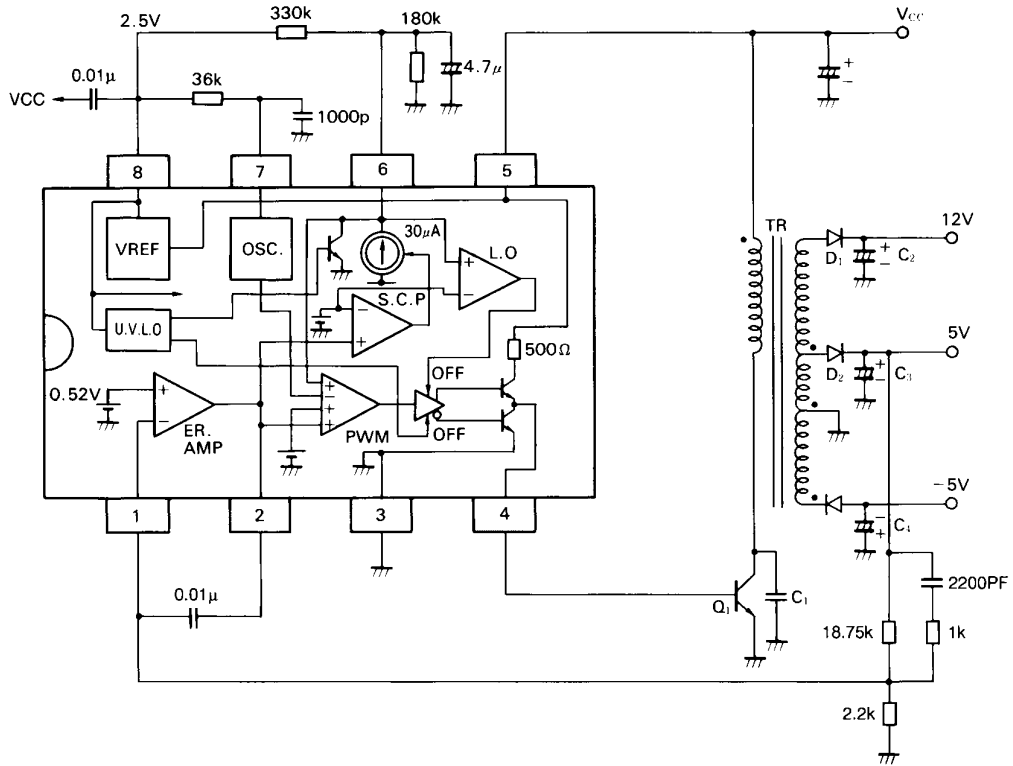 330k
2.5V
180k
Vcc
0.01μ
36k
4.7μ
VCC
1000p
+
−
8
7
6
5
VREF
OSC.
30μA
L.O
+
−
TR
12V
D₁
+
−
C₂
S.C.P
−
+
U.V.L.O
500Ω
5V
D₂
+
−
C₃
OFF
0.52V
+
−
ER.
AMP
+
−
+
+
PWM
OFF
−5V
−
+
C₄
1
2
3
4
0.01μ
Q₁
C₁
2200PF
18.75k
1k
2.2k